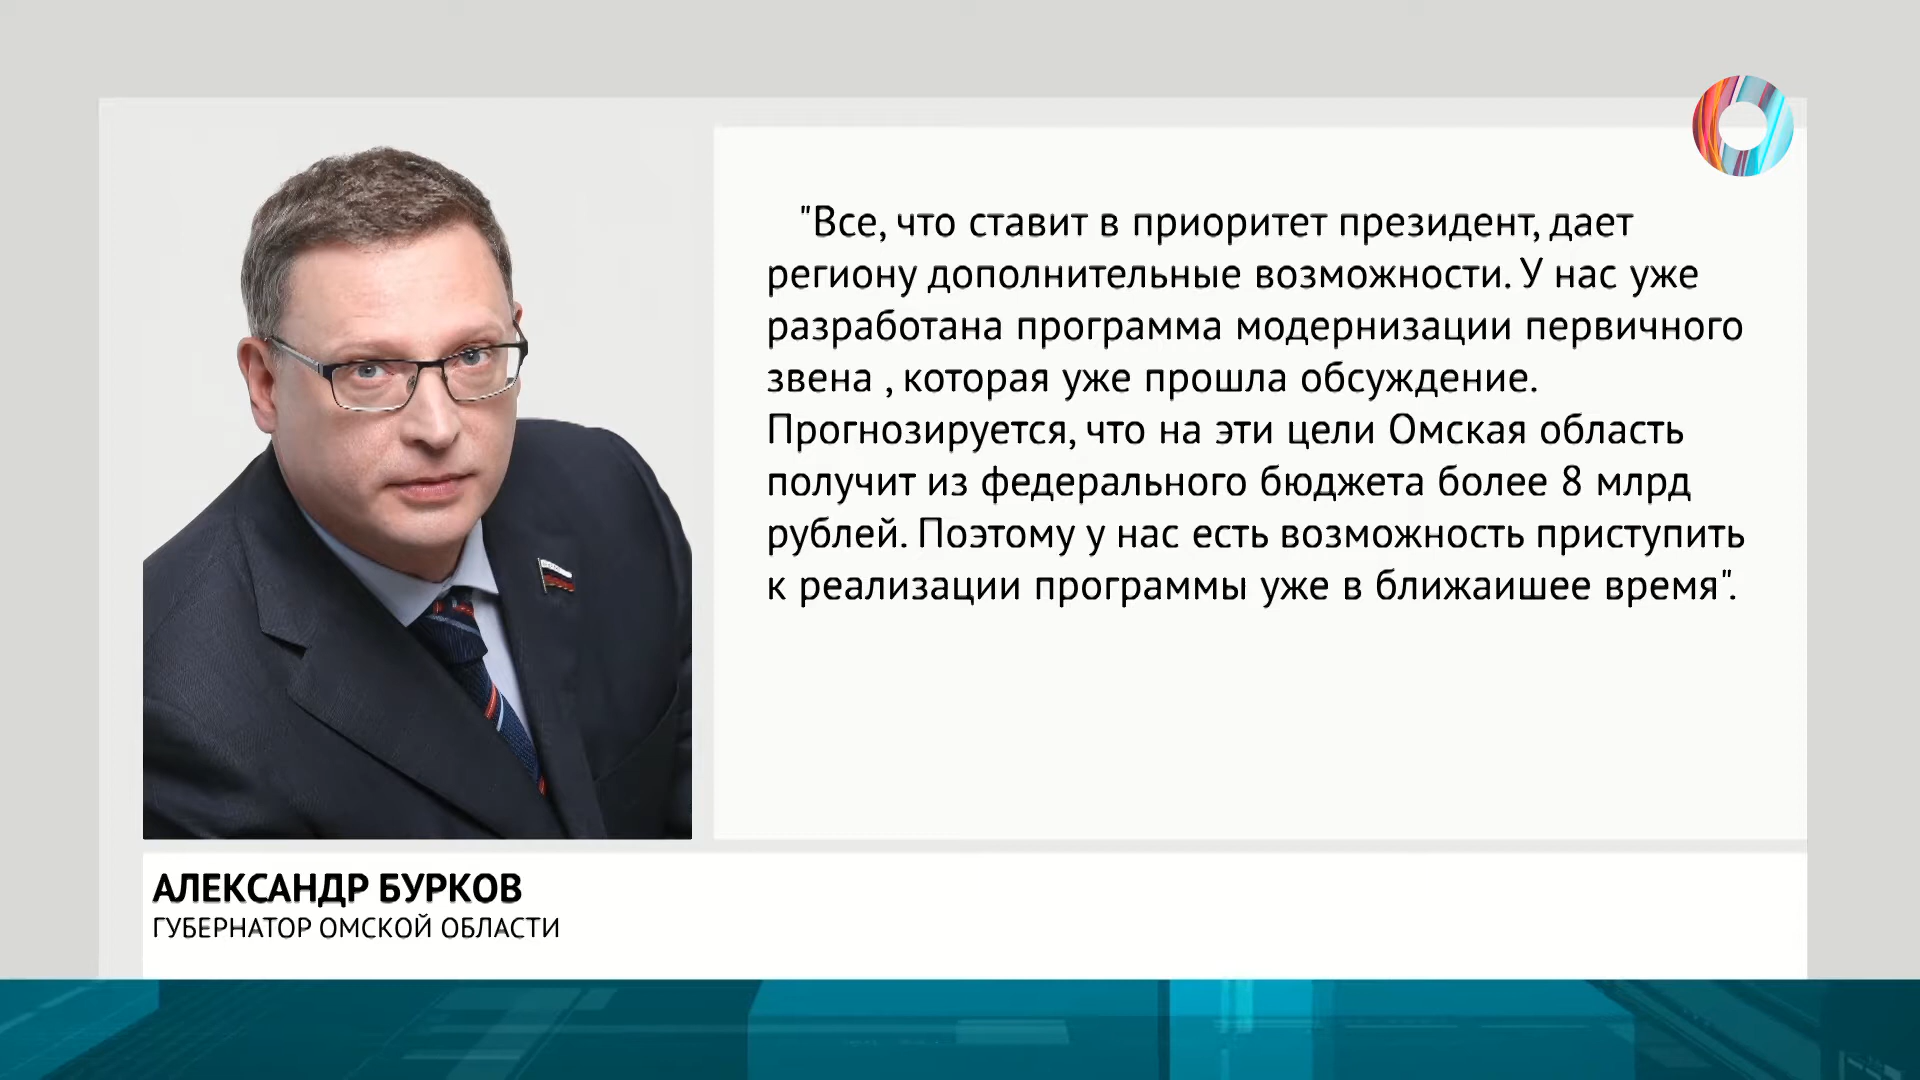 "Все, что ставит в приоритет президент, дает
региону дополнительные возможности. У нас уже
разработана программа модернизации первичного
звена , которая уже прошла обсуждение.
Прогнозируется, что на эти цели Омская область
получит из федерального бюджета более 8 млрд
рублей. Поэтому у нас есть возможность приступить
к реализации программы уже в ближаишее время".
АЛЕКСАНДР БУРКОВ
ГУБЕРНАТОР ОМСКОЙ ОБЛАСТИ